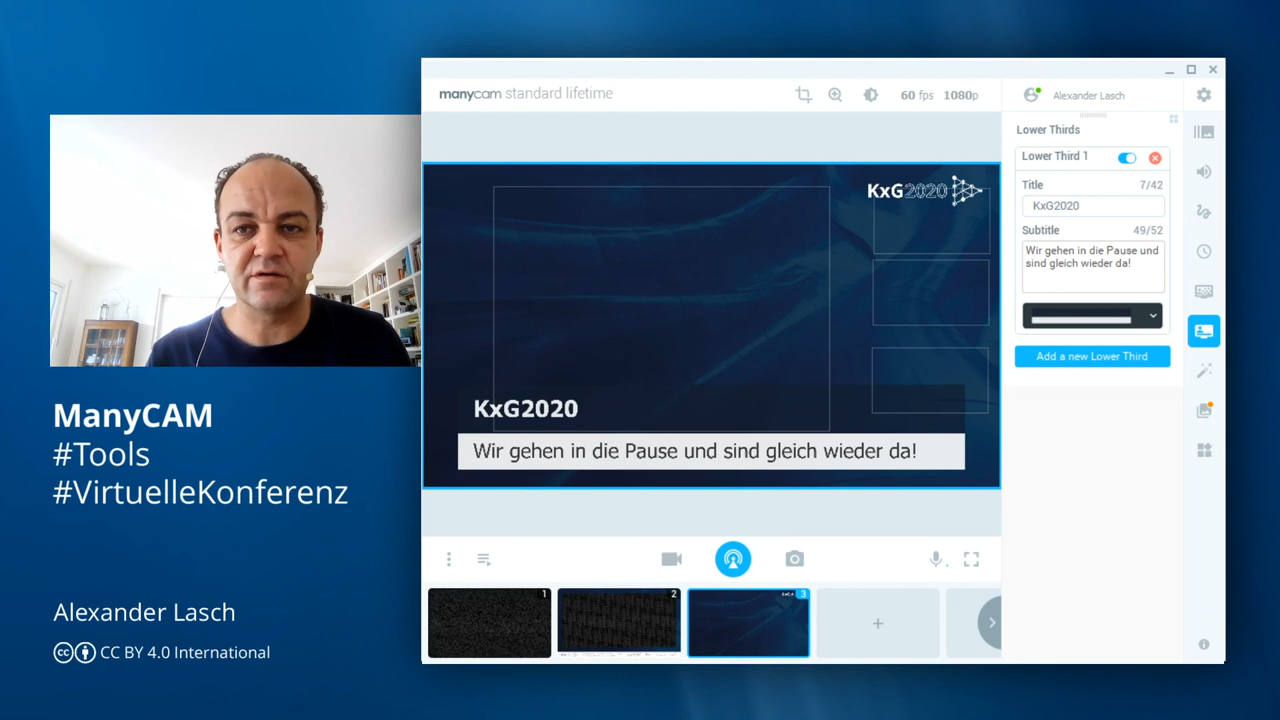 manycam standard lifetime
60 fps 1080p
Alexander Lasch
Lower Thirds
Lower Third 1
Title 7/42
KxG2020
Subtitle 49/52
Wir gehen in die Pause und
sind gleich wieder da!
Add a new Lower Third
KxG2020
KxG2020
Wir gehen in die Pause und sind gleich wieder da!
1
2
3
ManyCAM
#Tools
#VirtuelleKonferenz
Alexander Lasch
CC BY 4.0 International